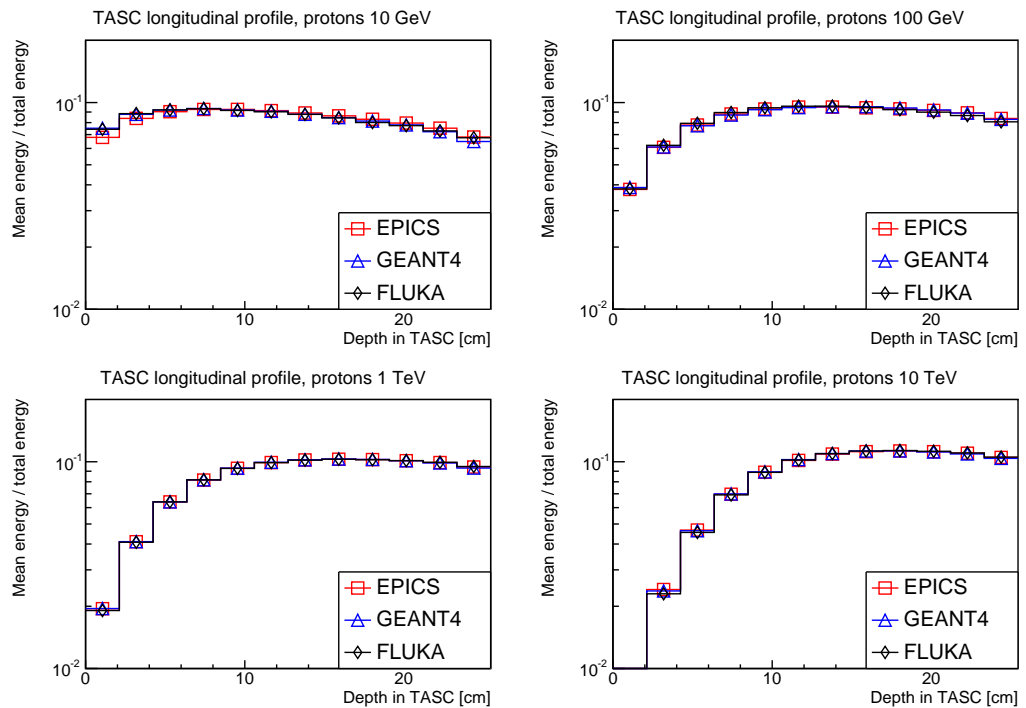 TASC longitudinal profile, protons 10 GeV
Mean energy / total energy
10^-1
10^-2
0
10
20
Depth in TASC [cm]
EPICS
GEANT4
FLUKA
TASC longitudinal profile, protons 100 GeV
Mean energy / total energy
10^-1
10^-2
0
10
20
Depth in TASC [cm]
EPICS
GEANT4
FLUKA
TASC longitudinal profile, protons 1 TeV
Mean energy / total energy
10^-1
10^-2
0
10
20
Depth in TASC [cm]
EPICS
GEANT4
FLUKA
TASC longitudinal profile, protons 10 TeV
Mean energy / total energy
10^-1
10^-2
0
10
20
Depth in TASC [cm]
EPICS
GEANT4
FLUKA